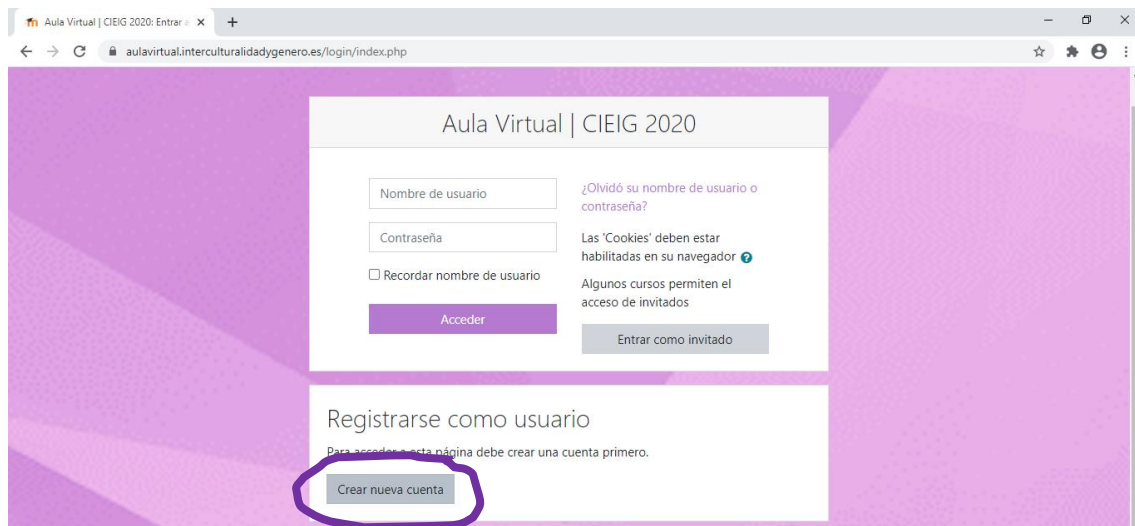 Aula Virtual | CIEIG 2020: Entrar a
aulavirtual.interculturalidadygenero.es/login/index.php
Aula Virtual | CIEIG 2020
Nombre de usuario
Contraseña
Recordar nombre de usuario
Acceder
¿Olvidó su nombre de usuario o
contraseña?
Las 'Cookies' deben estar
habilitadas en su navegador
Algunos cursos permiten el
acceso de invitados
Entrar como invitado
Registrarse como usuario
Para acceder a esta página debe crear una cuenta primero.
Crear nueva cuenta